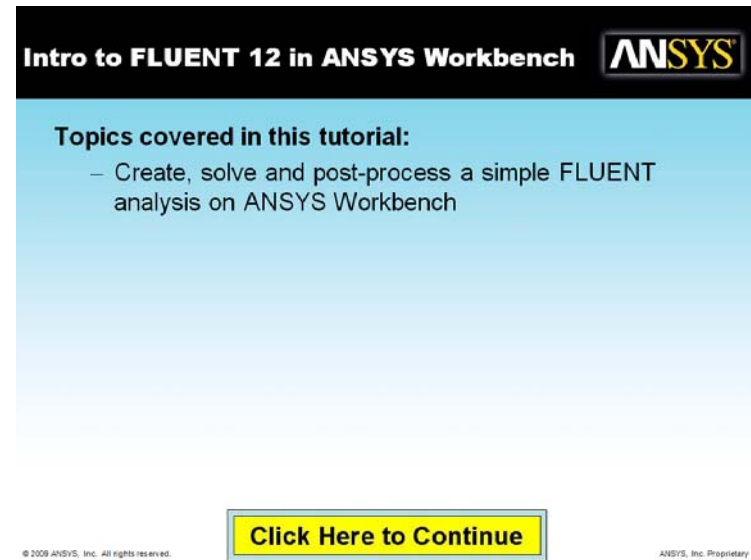 Intro to FLUENT 12 in ANSYS Workbench
ANSYS®
Topics covered in this tutorial:
– Create, solve and post-process a simple FLUENT
analysis on ANSYS Workbench
Click Here to Continue
© 2009 ANSYS, Inc. All rights reserved.
ANSYS, Inc. Proprietary